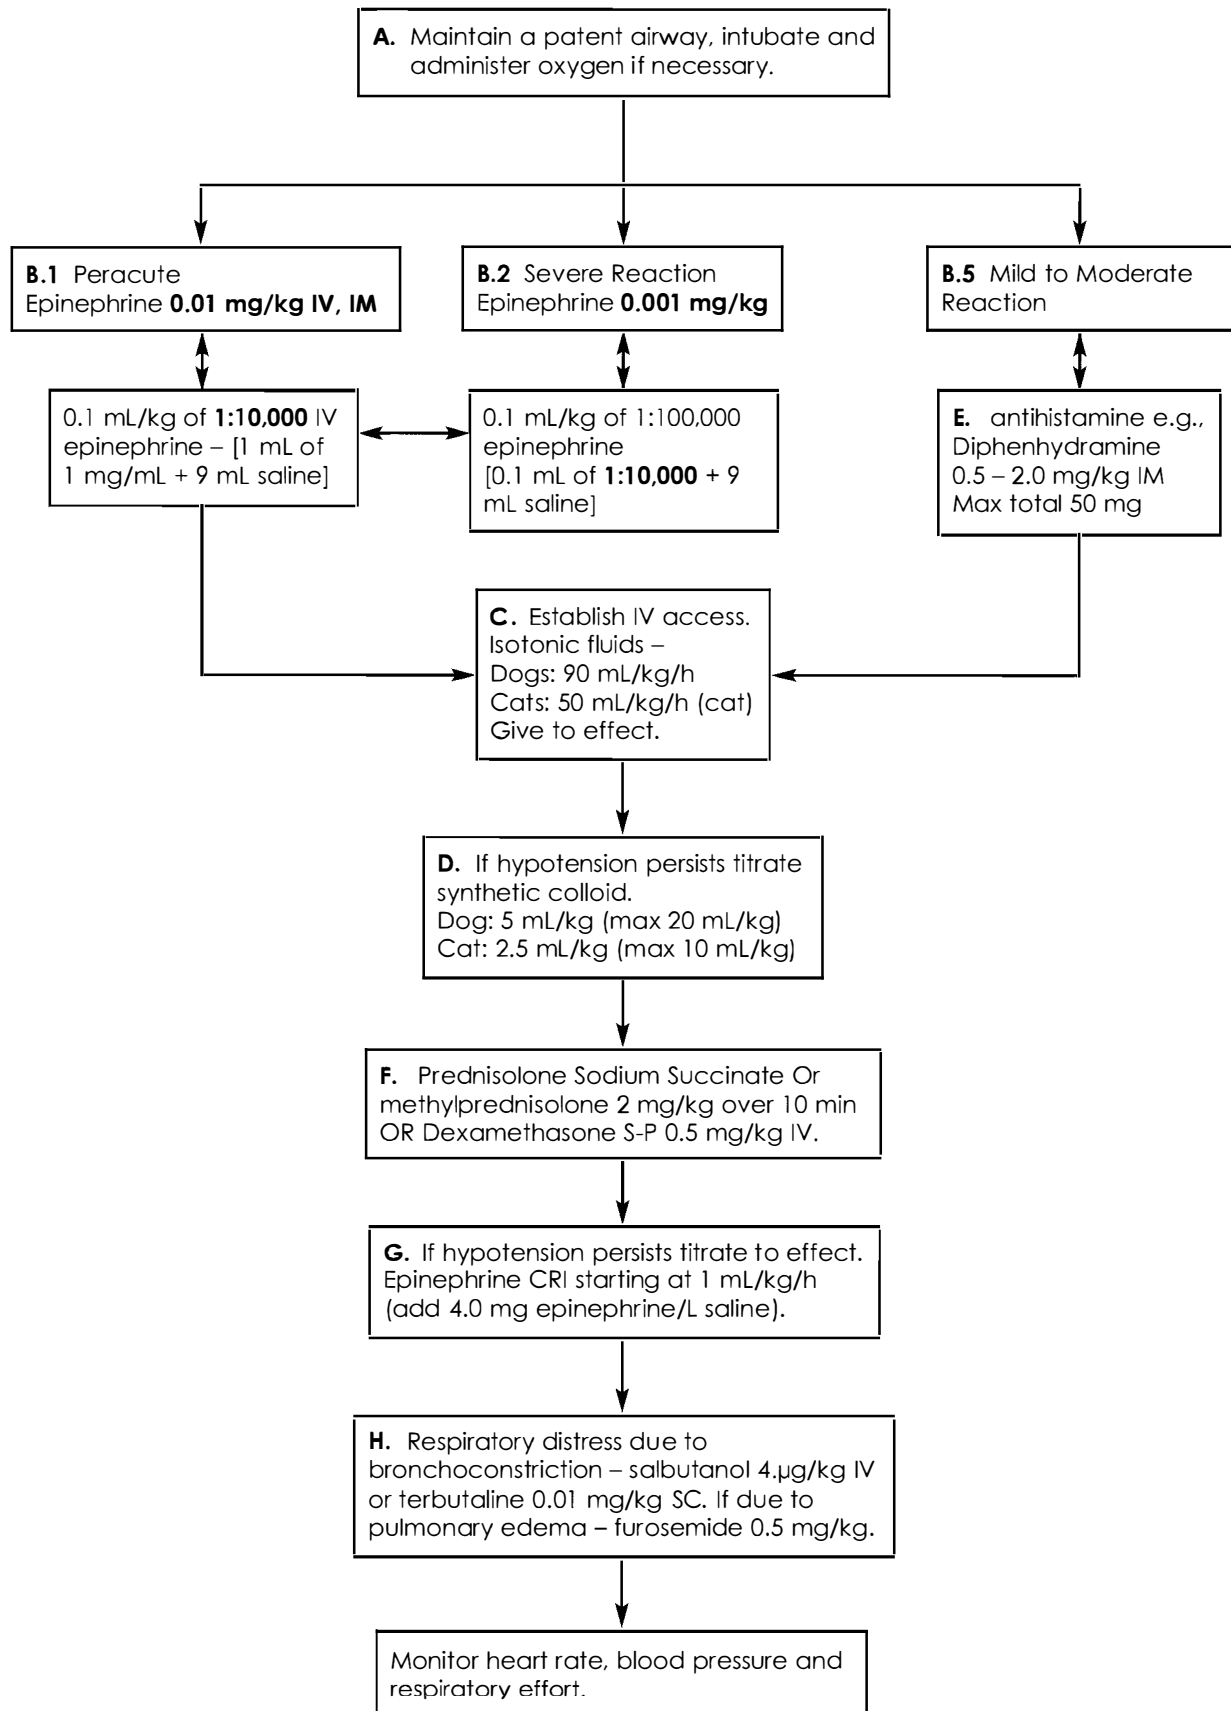 A. Maintain a patent airway, intubate and
administer oxygen if necessary.
B.1 Peracute
Epinephrine 0.01 mg/kg IV, IM
B.2 Severe Reaction
Epinephrine 0.001 mg/kg
B.5 Mild to Moderate
Reaction
0.1 mL/kg of 1:10,000 IV
epinephrine – [1 mL of
1 mg/mL + 9 mL saline]
0.1 mL/kg of 1:100,000
epinephrine
[0.1 mL of 1:10,000 + 9
mL saline]
E. antihistamine e.g.,
Diphenhydramine
0.5 – 2.0 mg/kg IM
Max total 50 mg
C. Establish IV access.
Isotonic fluids –
Dogs: 90 mL/kg/h
Cats: 50 mL/kg/h (cat)
Give to effect.
D. If hypotension persists titrate
synthetic colloid.
Dog: 5 mL/kg (max 20 mL/kg)
Cat: 2.5 mL/kg (max 10 mL/kg)
F. Prednisolone Sodium Succinate Or
methylprednisolone 2 mg/kg over 10 min
OR Dexamethasone S-P 0.5 mg/kg IV.
G. If hypotension persists titrate to effect.
Epinephrine CRI starting at 1 mL/kg/h
(add 4.0 mg epinephrine/L saline).
H. Respiratory distress due to
bronchoconstriction – salbutanol 4.µg/kg IV
or terbutaline 0.01 mg/kg SC. If due to
pulmonary edema – furosemide 0.5 mg/kg.
Monitor heart rate, blood pressure and
respiratory effort.